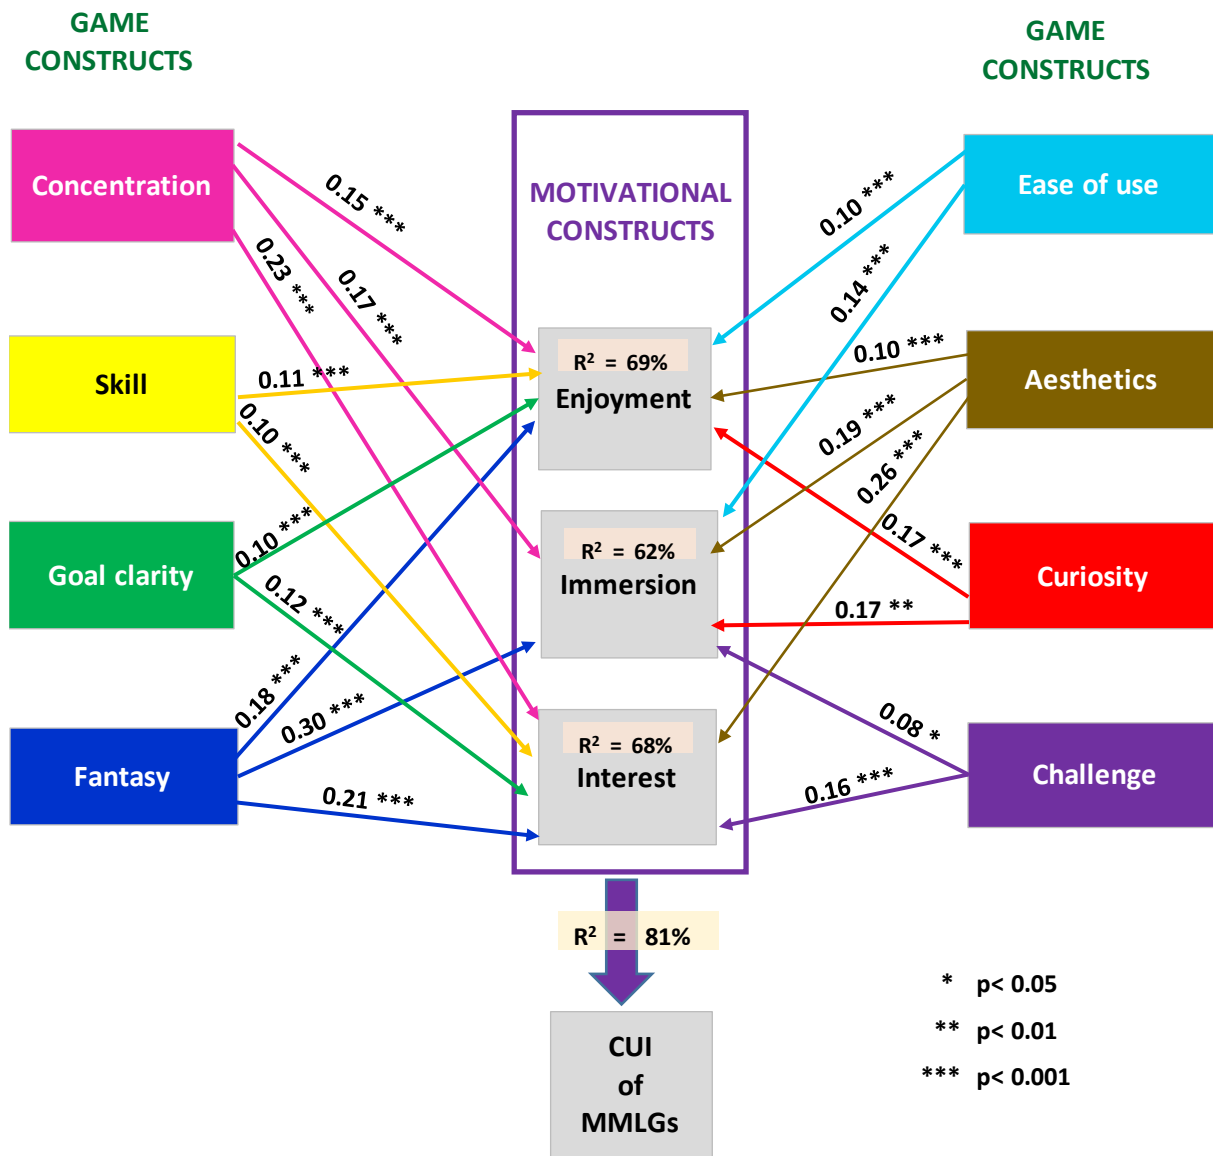 GAME
CONSTRUCTS
GAME
CONSTRUCTS
Concentration
Skill
Goal clarity
Fantasy
0.15 ***
0.17 ***
0.23 ***
0.11 ***
0.10 ***
0.10 ***
0.12 ***
0.18 ***
0.30 ***
0.21 ***
MOTIVATIONAL
CONSTRUCTS
R² = 69%
Enjoyment
R² = 62%
Immersion
R² = 68%
Interest
0.10 ***
0.14 ***
0.10 ***
0.19 ***
0.26 ***
0.17 ***
0.17 **
0.08 *
0.16 ***
Ease of use
Aesthetics
Curiosity
Challenge
R² = 81%
CUI
of
MMLGs
* p< 0.05
** p< 0.01
*** p< 0.001